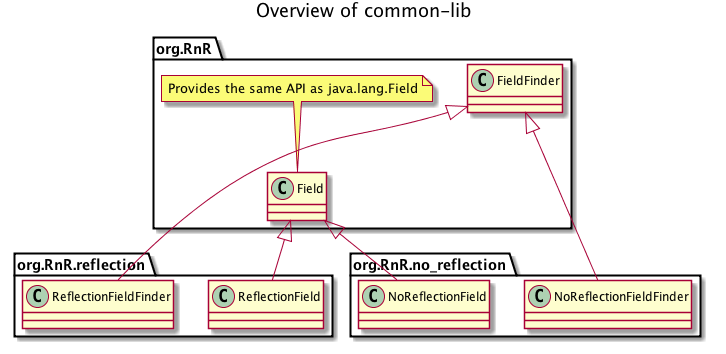 Overview of common-lib
org.RnR
Provides the same API as java.lang.Field
C FieldFinder
C Field
org.RnR.reflection
org.RnR.no_reflection
C ReflectionFieldFinder
C ReflectionField
C NoReflectionField
C NoReflectionFieldFinder